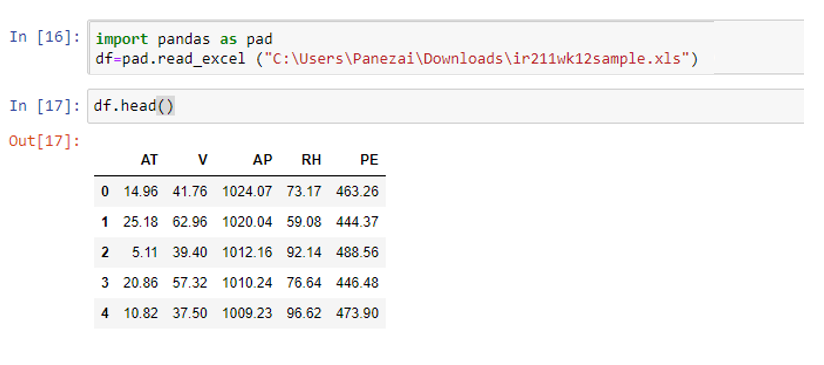 In [16]: import pandas as pad
df=pad.read_excel ("C:\Users\Panezai\Downloads\ir211wk12sample.xls")
In [17]: df.head()
Out[17]:
AT V AP RH PE
0 14.96 41.76 1024.07 73.17 463.26
1 25.18 62.96 1020.04 59.08 444.37
2 5.11 39.40 1012.16 92.14 488.56
3 20.86 57.32 1010.24 76.64 446.48
4 10.82 37.50 1009.23 96.62 473.90